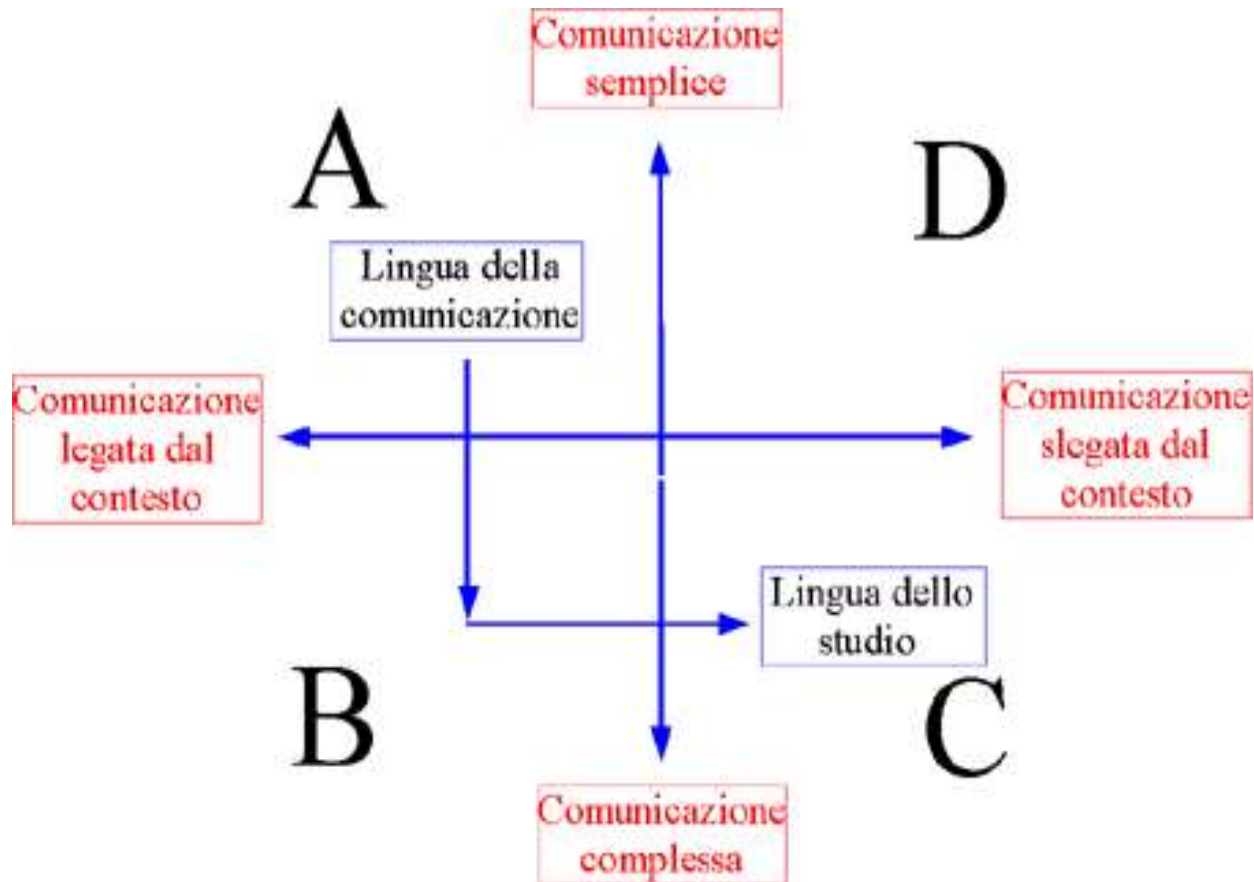 Comunicazione
semplice
A
D
Lingua della
comunicazione
Comunicazione
legata dal
contesto
Comunicazione
slegata dal
contesto
Lingua dello
studio
B
C
Comunicazione
complessa